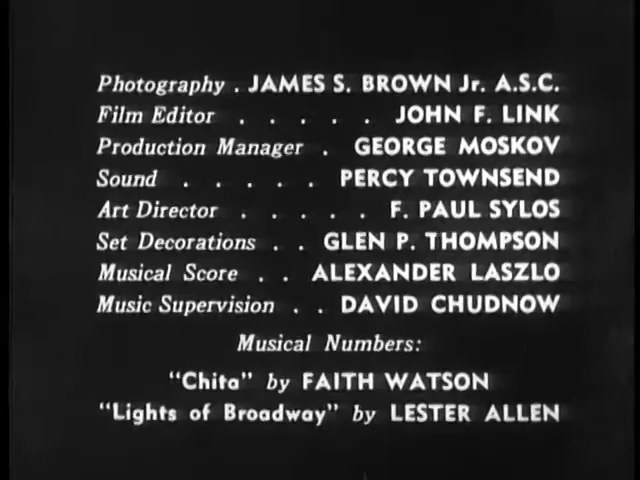 Photography . JAMES S. BROWN Jr. A.S.C.
Film Editor . . . . . JOHN F. LINK
Production Manager . GEORGE MOSKOV
Sound . . . . . PERCY TOWNSEND
Art Director . . . . . F. PAUL SYLOS
Set Decorations . . GLEN P. THOMPSON
Musical Score . . ALEXANDER LASZLO
Music Supervision . . DAVID CHUDNOW
Musical Numbers:
"Chita" by FAITH WATSON
"Lights of Broadway" by LESTER ALLEN